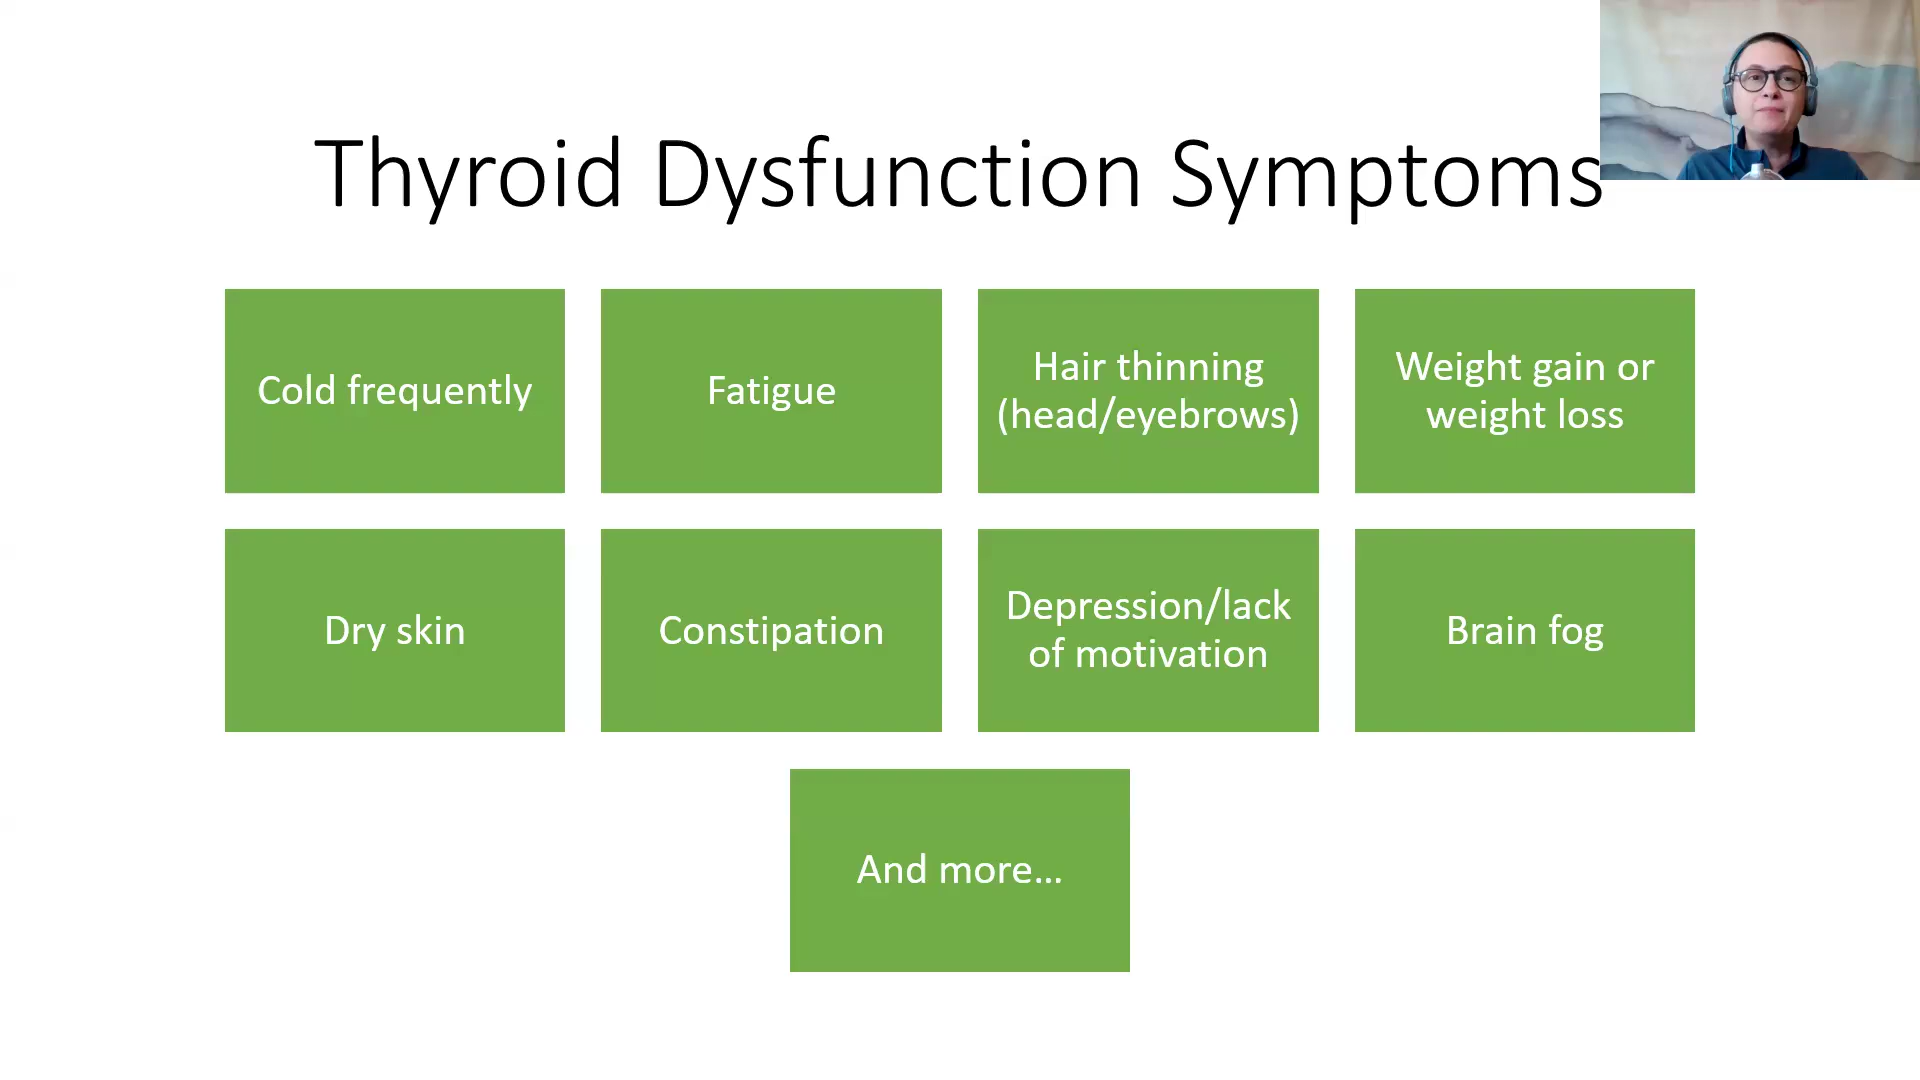 Thyroid Dysfunction Symptoms
Cold frequently
Fatigue
Hair thinning
(head/eyebrows)
Weight gain or
weight loss
Dry skin
Constipation
Depression/lack
of motivation
Brain fog
And more...